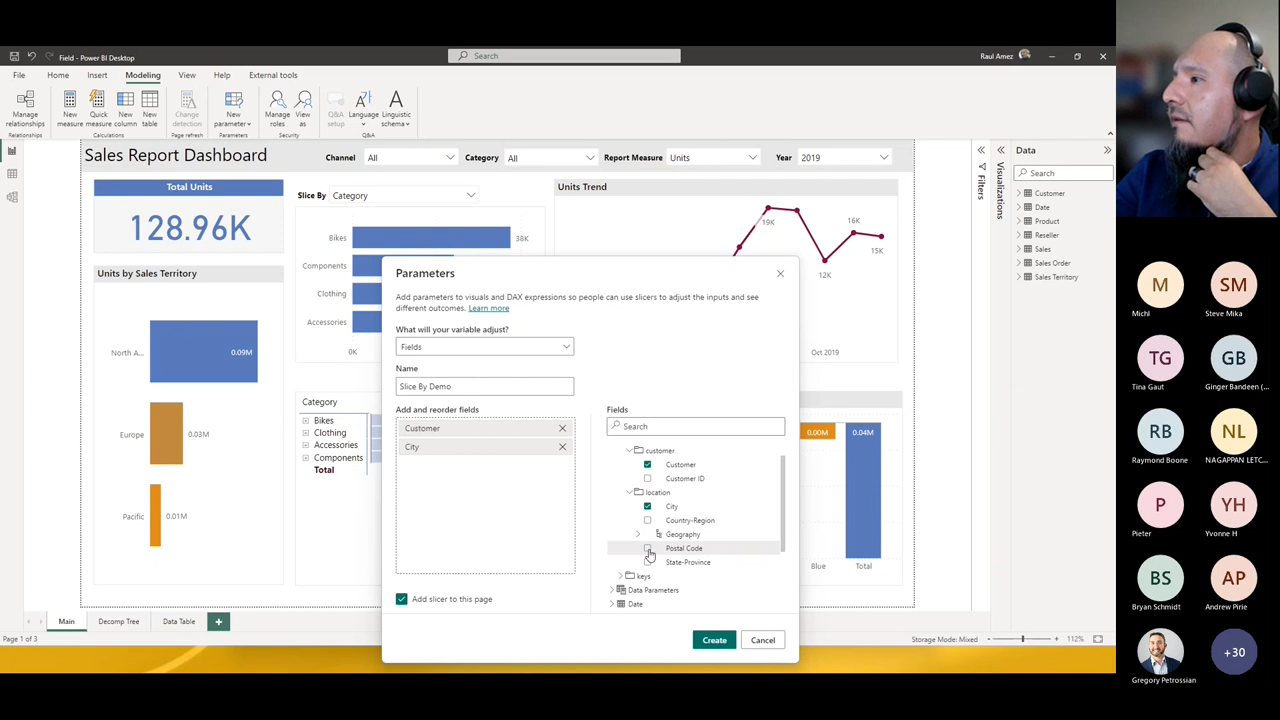 Search
Field - Power BI Desktop
Raul Amez
File
Home
Insert
Modeling
View
Help
External tools
Manage relationships
New measure
Quick measure
New column
New table
Change detection
New parameter
Manage roles
View as
Q&A setup
Language
Linguistic schema
Relationships
Calculations
Page refresh
Parameters
Security
Q&A
Sales Report Dashboard
Channel
All
Category
All
Report Measure
Units
Year
2019
Data
Search
Customer
Date
Product
Reseller
Sales
Sales Order
Sales Territory
Filters
Visualizations
Total Units
128.96K
Slice By
Category
Bikes
38K
Components
Clothing
Accessories
0K
Units Trend
19K
16K
15K
12K
Oct 2019
Units by Sales Territory
North A...
0.09M
Europe
0.03M
Pacific
0.01M
Category
Bikes
Clothing
Accessories
Components
Total
0.00M
0.04M
Blue
Total
Parameters
Add parameters to visuals and DAX expressions so people can use slicers to adjust the inputs and see
different outcomes. Learn more
What will your variable adjust?
Fields
Name
Slice By Demo
Add and reorder fields
Customer
City
Fields
Search
customer
Customer
Customer ID
location
City
Country-Region
Geography
Postal Code
State-Province
keys
Data Parameters
Date
Add slicer to this page
Create
Cancel
Main
Decomp Tree
Data Table
Page 1 of 3
Storage Mode: Mixed
112%
M
Michl
SM
Steve Mika
TG
Tina Gaut
GB
Ginger Bandeen (...
RB
Raymond Boone
NL
NAGAPPAN LETC...
P
Pieter
YH
Yvonne H
BS
Bryan Schmidt
AP
Andrew Pirie
Gregory Petrossian
+30